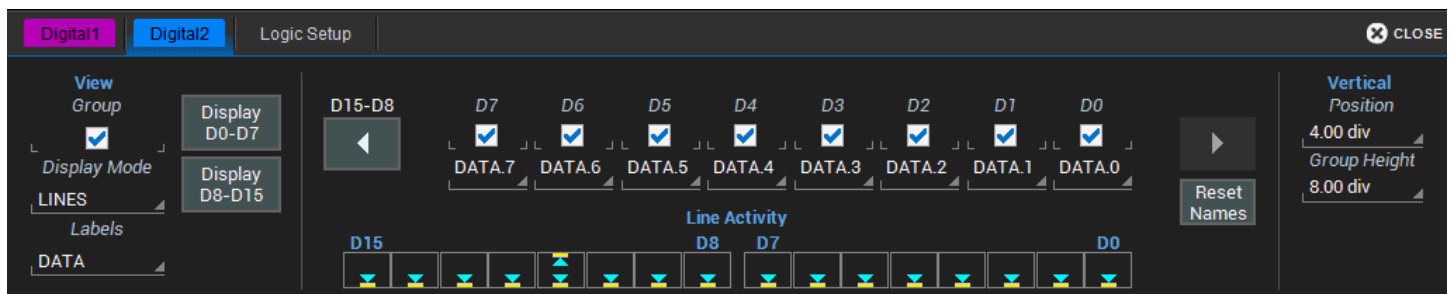 Digital1 Digital2 Logic Setup CLOSE
View
Group
Display Mode
LINES
Labels
DATA
Display
D0-D7
Display
D8-D15
D15-D8 D7 D6 D5 D4 D3 D2 D1 D0
DATA.7 DATA.6 DATA.5 DATA.4 DATA.3 DATA.2 DATA.1 DATA.0
Line Activity
D15 D8 D7 D0
Reset
Names
Vertical
Position
4.00 div
Group Height
8.00 div